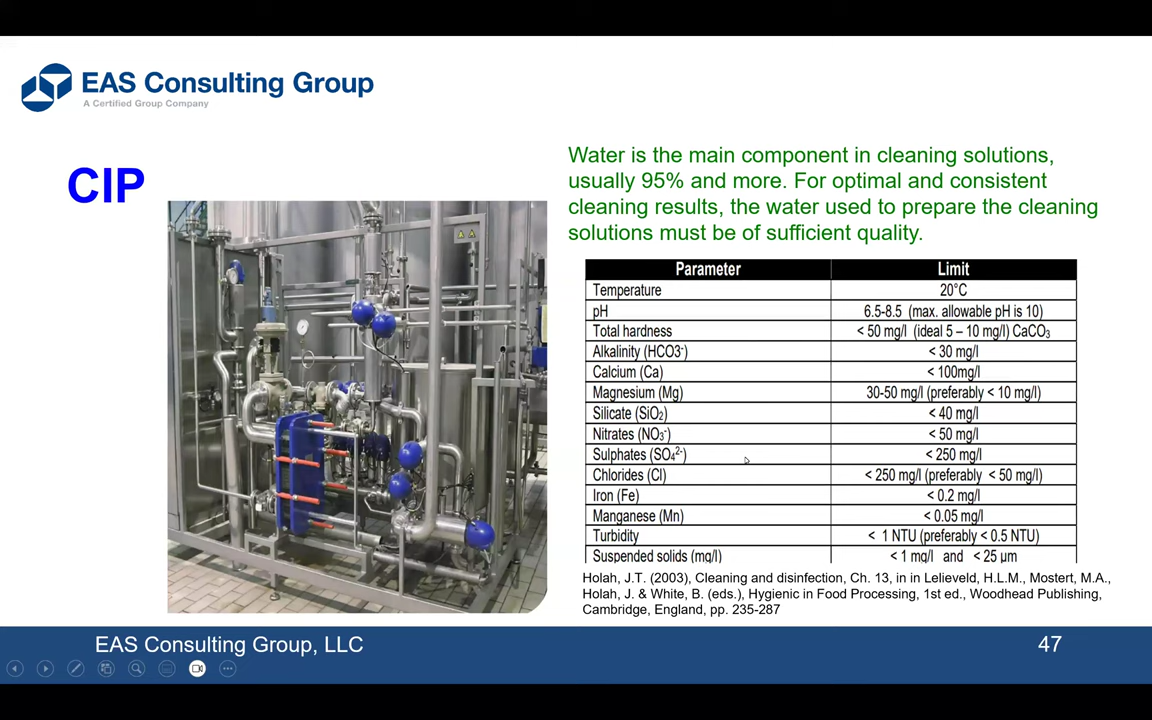 EAS Consulting Group
A Certified Group Company
CIP
Water is the main component in cleaning solutions,
usually 95% and more. For optimal and consistent
cleaning results, the water used to prepare the cleaning
solutions must be of sufficient quality.
Parameter Limit
Temperature 20°C
pH 6.5-8.5 (max. allowable pH is 10)
Total hardness < 50 mg/l (ideal 5 – 10 mg/l) CaCO₃
Alkalinity (HCO3⁻) < 30 mg/l
Calcium (Ca) < 100mg/l
Magnesium (Mg) 30-50 mg/l (preferably < 10 mg/l)
Silicate (SiO₂) < 40 mg/l
Nitrates (NO₃⁻) < 50 mg/l
Sulphates (SO₄²⁻) < 250 mg/l
Chlorides (Cl) < 250 mg/l (preferably < 50 mg/l)
Iron (Fe) < 0.2 mg/l
Manganese (Mn) < 0.05 mg/l
Turbidity < 1 NTU (preferably < 0.5 NTU)
Suspended solids (mg/l) < 1 mg/l and < 25 µm
Holah, J.T. (2003), Cleaning and disinfection, Ch. 13, in in Lelieveld, H.L.M., Mostert, M.A.,
Holah, J. & White, B. (eds.), Hygienic in Food Processing, 1st ed., Woodhead Publishing,
Cambridge, England, pp. 235-287
EAS Consulting Group, LLC 47